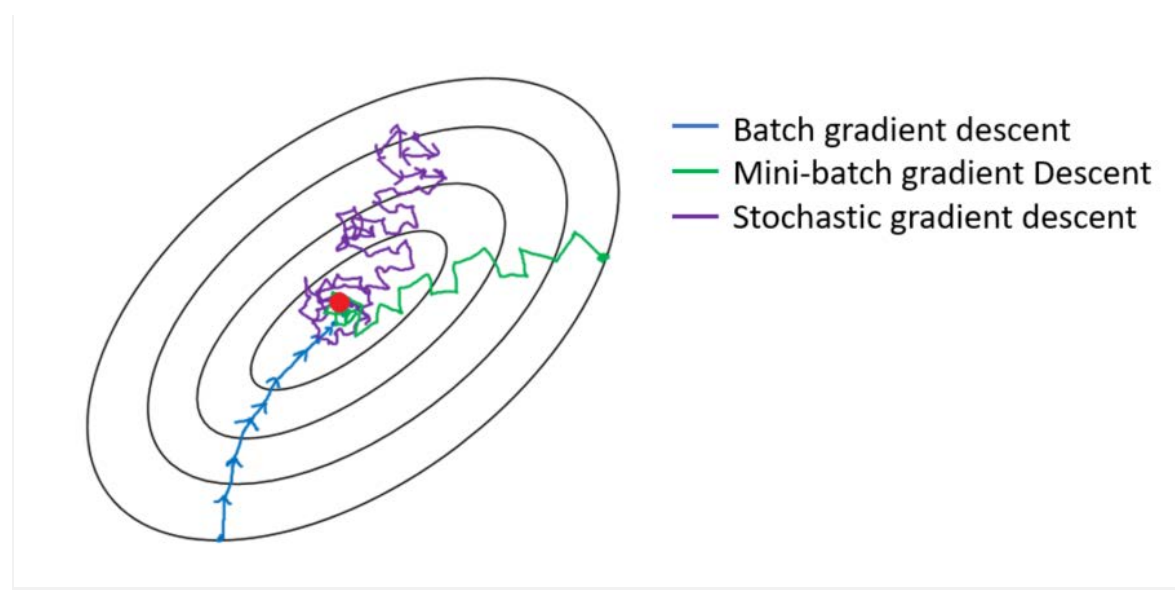 Batch gradient descent
Mini-batch gradient Descent
Stochastic gradient descent